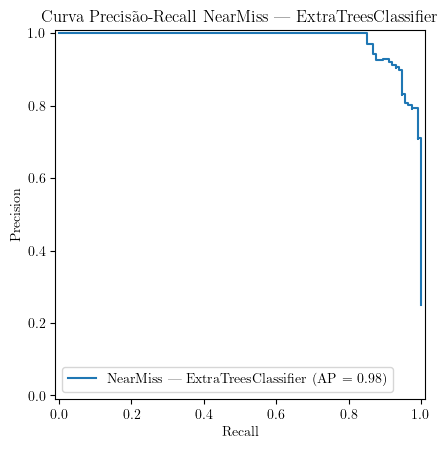 Curva Precisão-Recall NearMiss — ExtraTreesClassifier
1.0
0.8
0.6
0.4
0.2
0.0
Precision
NearMiss — ExtraTreesClassifier (AP = 0.98)
0.0 0.2 0.4 0.6 0.8 1.0
Recall